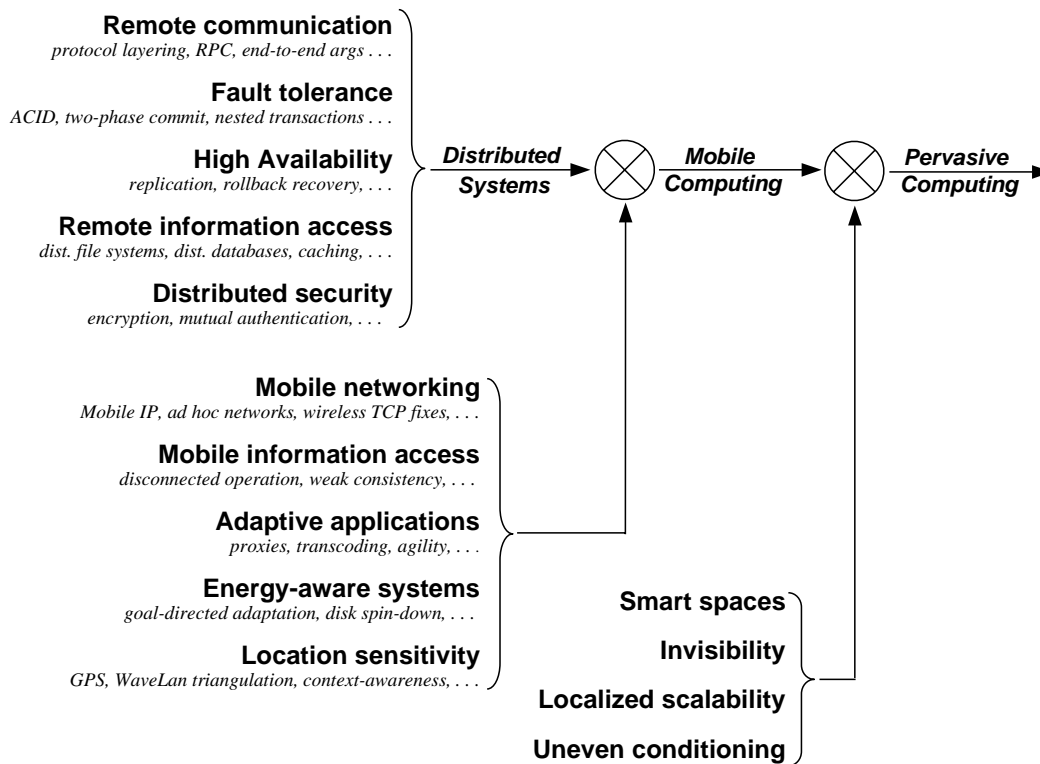 Remote communication
protocol layering, RPC, end-to-end args . . .
Fault tolerance
ACID, two-phase commit, nested transactions . . .
High Availability
replication, rollback recovery, . . .
Remote information access
dist. file systems, dist. databases, caching, . . .
Distributed security
encryption, mutual authentication, . . .
Distributed
Systems
Mobile
Computing
Pervasive
Computing
Mobile networking
Mobile IP, ad hoc networks, wireless TCP fixes, . . .
Mobile information access
disconnected operation, weak consistency, . . .
Adaptive applications
proxies, transcoding, agility, . . .
Energy-aware systems
goal-directed adaptation, disk spin-down, . . .
Location sensitivity
GPS, WaveLan triangulation, context-awareness, . . .
Smart spaces
Invisibility
Localized scalability
Uneven conditioning